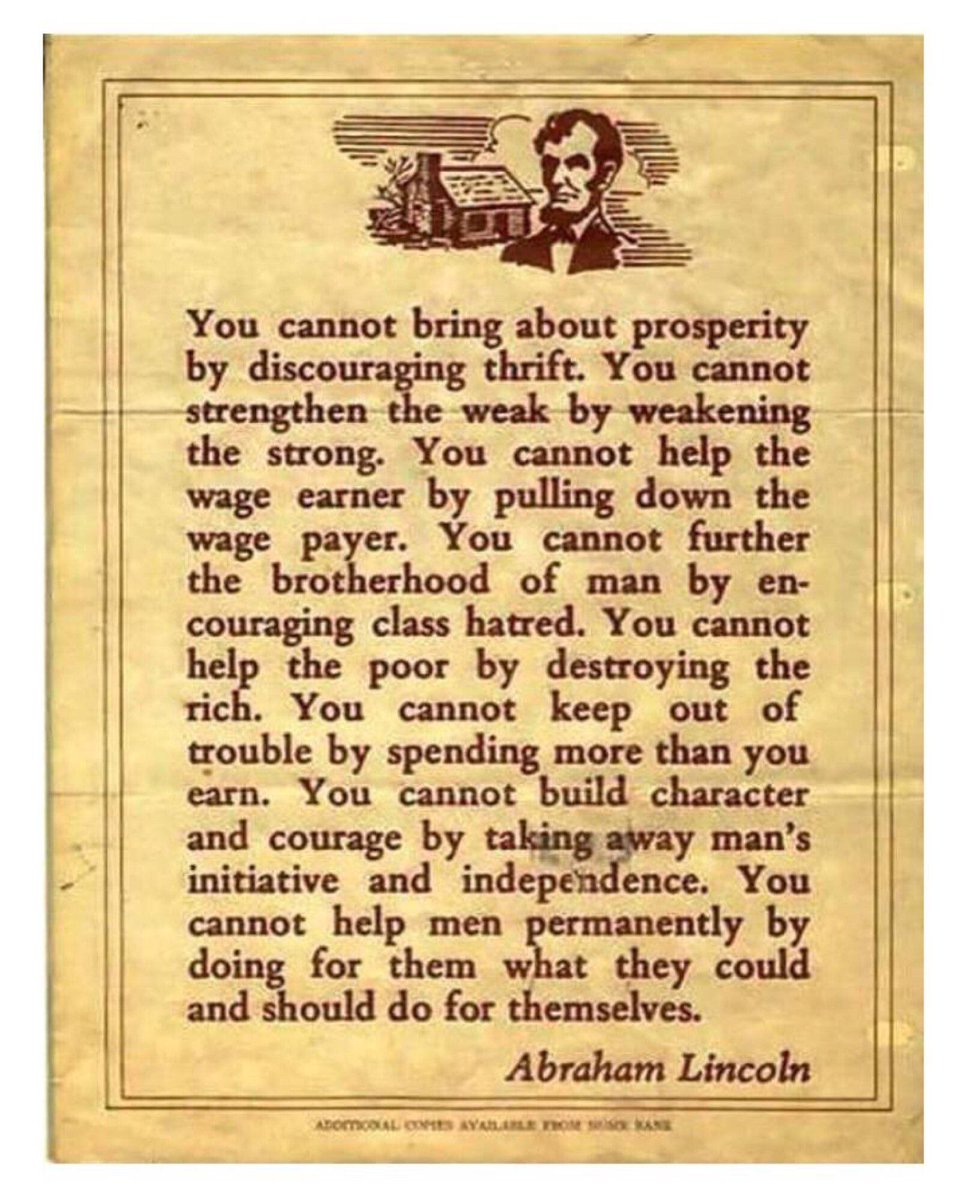 You cannot bring about prosperity
by discouraging thrift. You cannot
strengthen the weak by weakening
the strong. You cannot help the
wage earner by pulling down the
wage payer. You cannot further
the brotherhood of man by en-
couraging class hatred. You cannot
help the poor by destroying the
rich. You cannot keep out of
trouble by spending more than you
earn. You cannot build character
and courage by taking away man's
initiative and independence. You
cannot help men permanently by
doing for them what they could
and should do for themselves.
Abraham Lincoln
ADDITIONAL COPIES AVAILABLE FROM HOME BANK